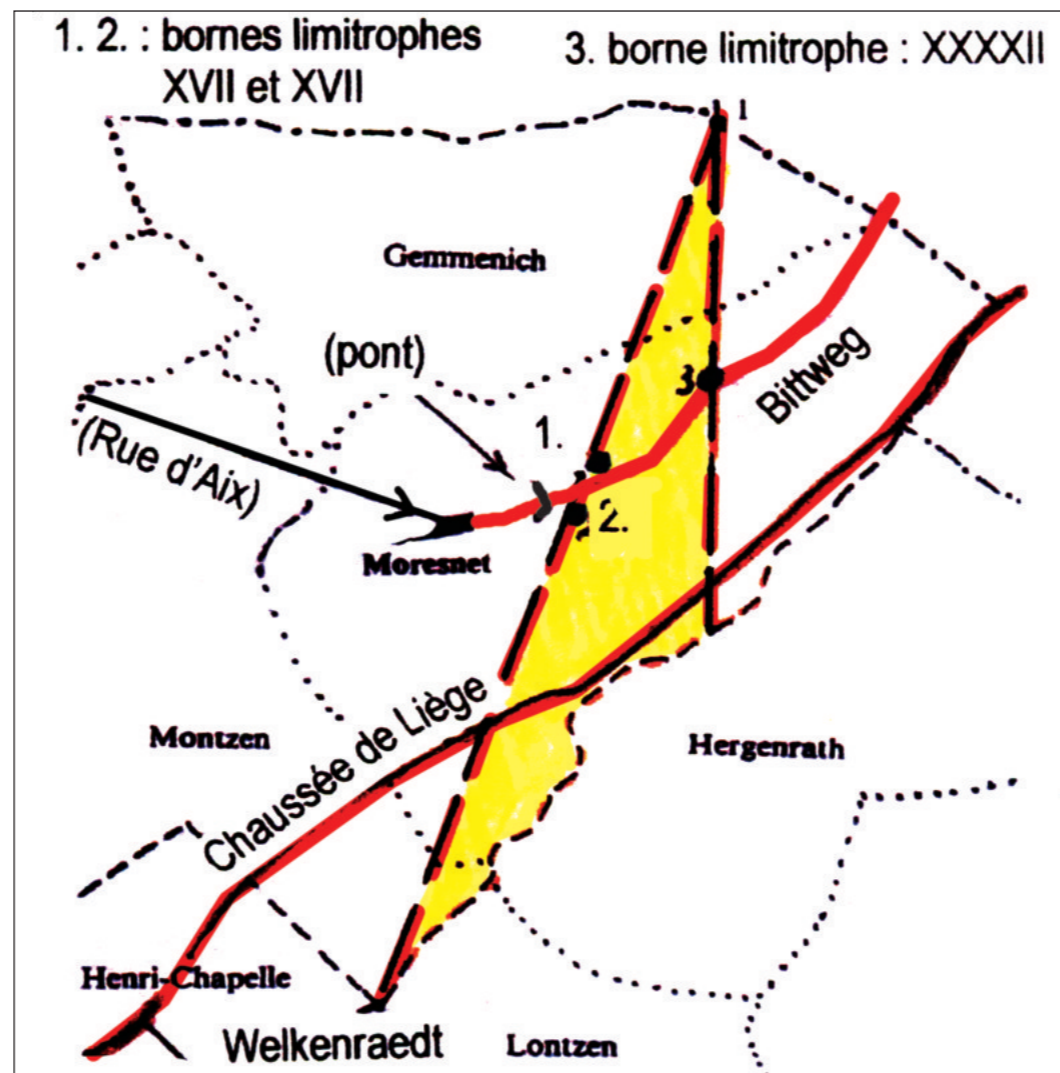 1. 2. : bornes limitrophes
XVII et XVII
3. borne limitrophe : XXXXII
1
Gemmenich
(pont)
3
Bittweg
1.
(Rue d'Aix)
2.
Moresnet
Chaussée de Liège
Montzen
Hergenrath
Henri-Chapelle
Welkenraedt
Lontzen